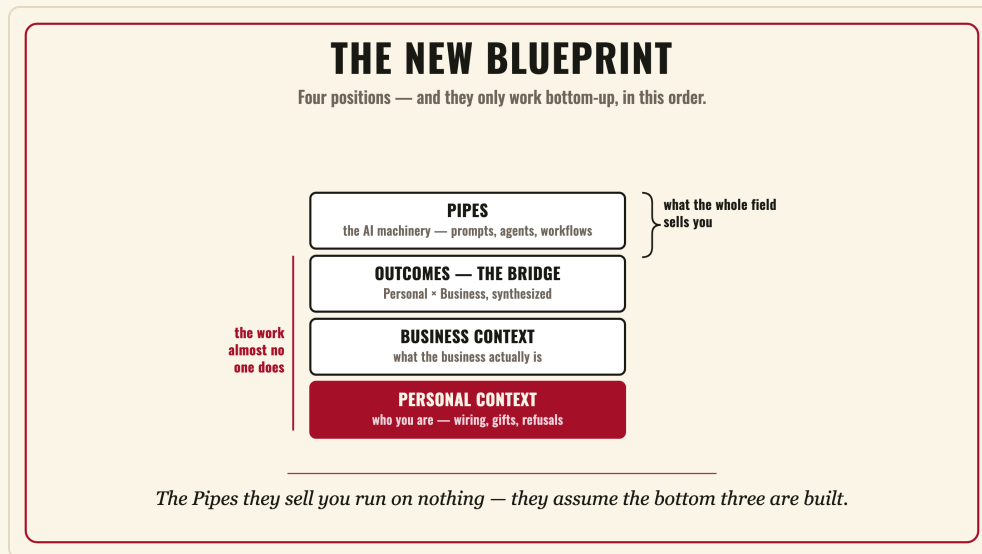 THE NEW BLUEPRINT
Four positions — and they only work bottom-up, in this order.
PIPES
the AI machinery — prompts, agents, workflows
what the whole field
sells you
OUTCOMES — THE BRIDGE
Personal × Business, synthesized
BUSINESS CONTEXT
what the business actually is
the work
almost no
one does
PERSONAL CONTEXT
who you are — wiring, gifts, refusals
The Pipes they sell you run on nothing — they assume the bottom three are built.